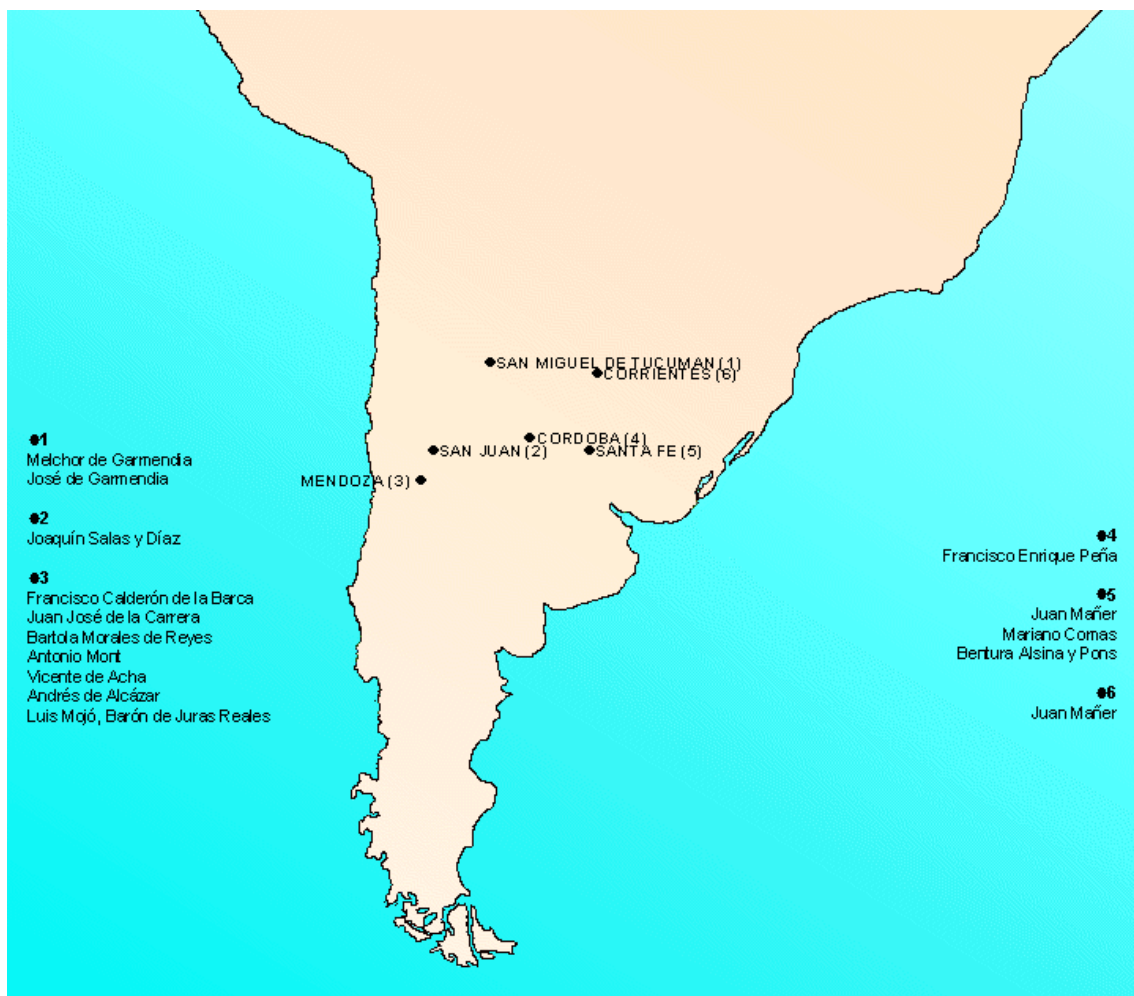 SAN MIGUEL DE TUCUMAN (1)
CORRIENTES (6)
CORDOBA (4)
SAN JUAN (2)
SANTA FE (5)
MENDOZA (3)
1
Melchor de Garmendia
José de Garmendia
2
Joaquín Salas y Díaz
3
Francisco Calderón de la Barca
Juan José de la Carrera
Bartola Morales de Reyes
Antonio Mont
Vicente de Acha
Andrés de Alcázar
Luis Mojó, Barón de Juras Reales
4
Francisco Enrique Peña
5
Juan Mañer
Mariano Comas
Bentura Alsina y Pons
6
Juan Mañer